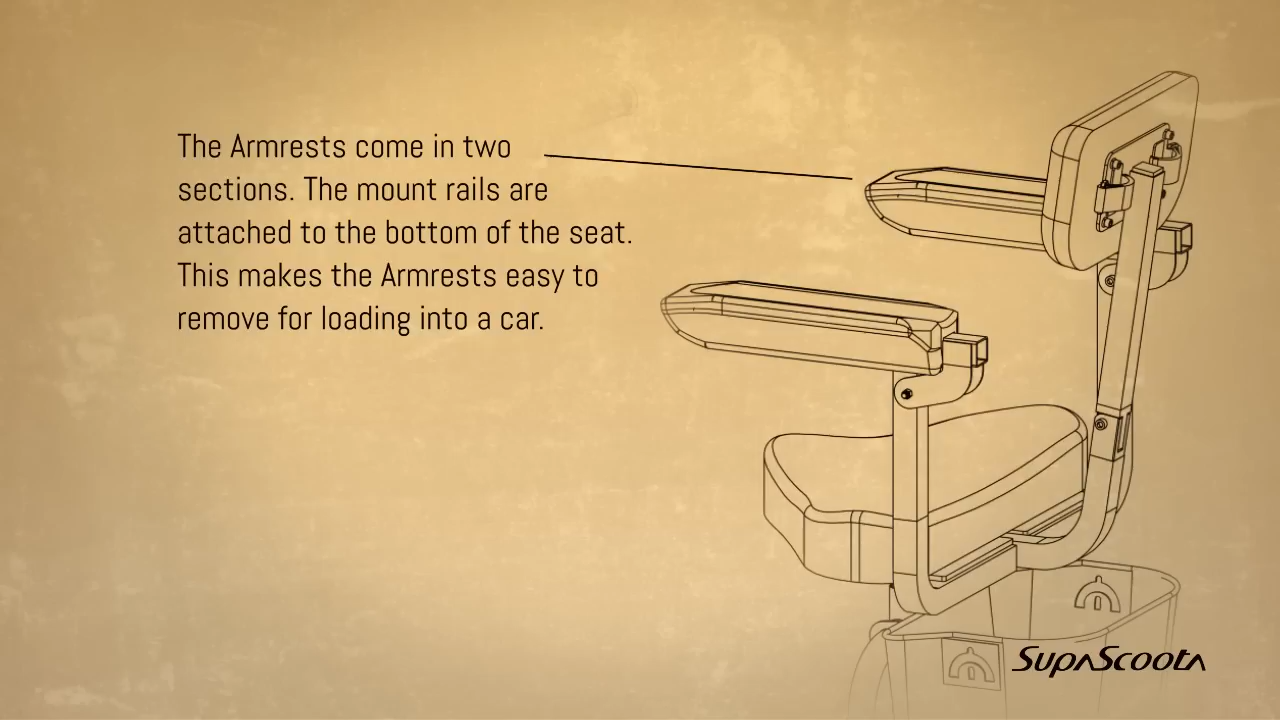 The Armrests come in two
sections. The mount rails are
attached to the bottom of the seat.
This makes the Armrests easy to
remove for loading into a car.
SupaScoota